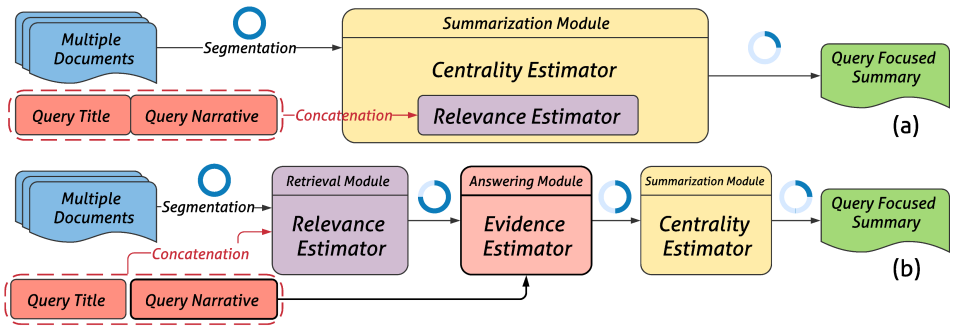 Multiple
Documents
Segmentation
Summarization Module
Centrality Estimator
Relevance Estimator
Query Title
Query Narrative
Concatenation
Query Focused
Summary
(a)
Multiple
Documents
Segmentation
Concatenation
Retrieval Module
Relevance
Estimator
Answering Module
Evidence
Estimator
Summarization Module
Centrality
Estimator
Query Focused
Summary
(b)
Query Title
Query Narrative